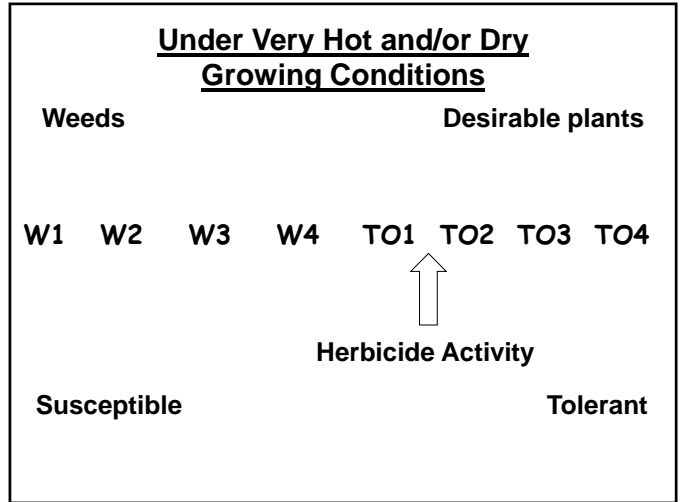 Under Very Hot and/or Dry
Growing Conditions
Weeds Desirable plants
W1 W2 W3 W4 TO1 TO2 TO3 TO4
Herbicide Activity
Susceptible Tolerant